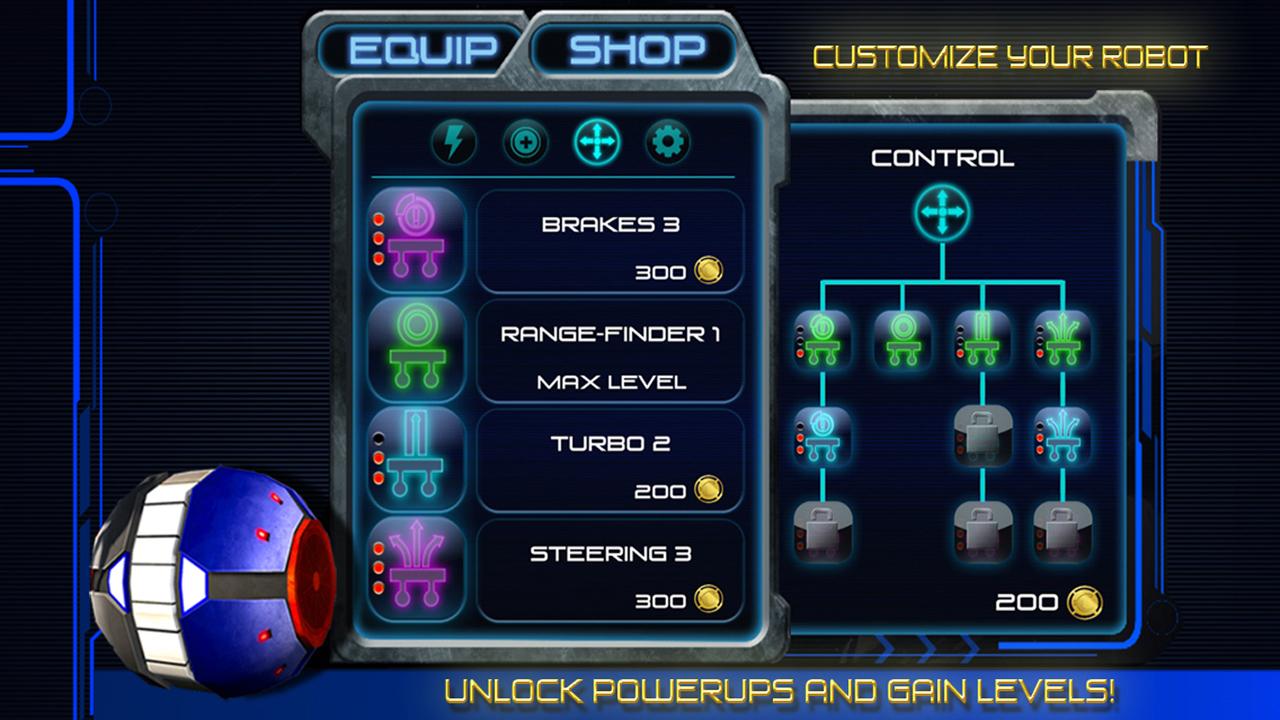 EQUIP
SHOP
CUSTOMIZE YOUR ROBOT
BRAKES 3
300
RANGE-FINDER 1
MAX LEVEL
TURBO 2
200
STEERING 3
300
CONTROL
200
UNLOCK POWERUPS AND GAIN LEVELS!